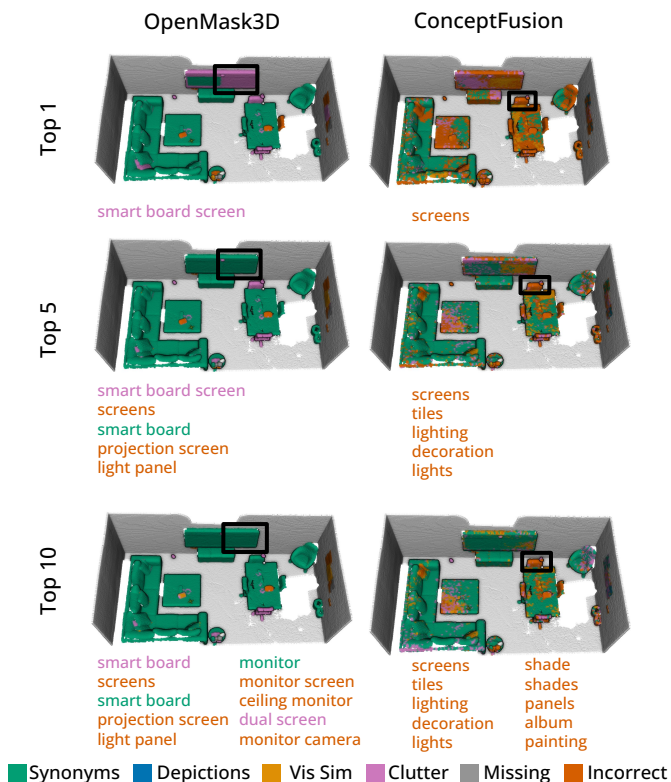 OpenMask3D ConceptFusion
Top 1
smart board screen
screens
Top 5
smart board screen
screens
smart board
projection screen
light panel
screens
tiles
lighting
decoration
lights
Top 10
smart board
screens
smart board
projection screen
light panel
monitor
monitor screen
ceiling monitor
dual screen
monitor camera
screens
tiles
lighting
decoration
lights
shade
shades
panels
album
painting
Synonyms Depictions Vis Sim Clutter Missing Incorrect